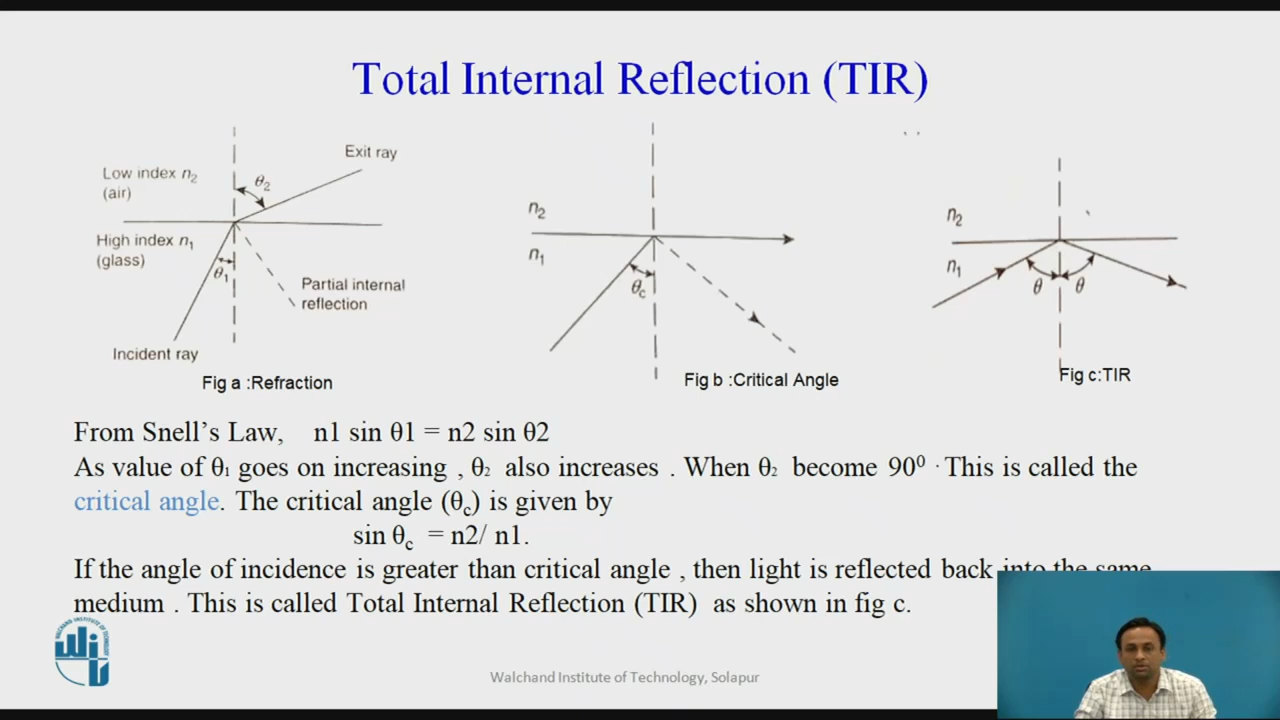 Total Internal Reflection (TIR)
Low index n2
(air)
θ2
Exit ray
High index n1
(glass)
θ1
Partial internal
reflection
Incident ray
Fig a :Refraction
n2
n1
θc
Fig b :Critical Angle
n2
n1
θ θ
Fig c:TIR
From Snell's Law, n1 sin θ1 = n2 sin θ2
As value of θ1 goes on increasing , θ2 also increases . When θ2 become 90⁰ . This is called the
critical angle. The critical angle (θc) is given by
sin θc = n2/ n1.
If the angle of incidence is greater than critical angle , then light is reflected back into the same
medium . This is called Total Internal Reflection (TIR) as shown in fig c.
WALCHAND INSTITUTE OF TECHNOLOGY
WIT
Walchand Institute of Technology, Solapur